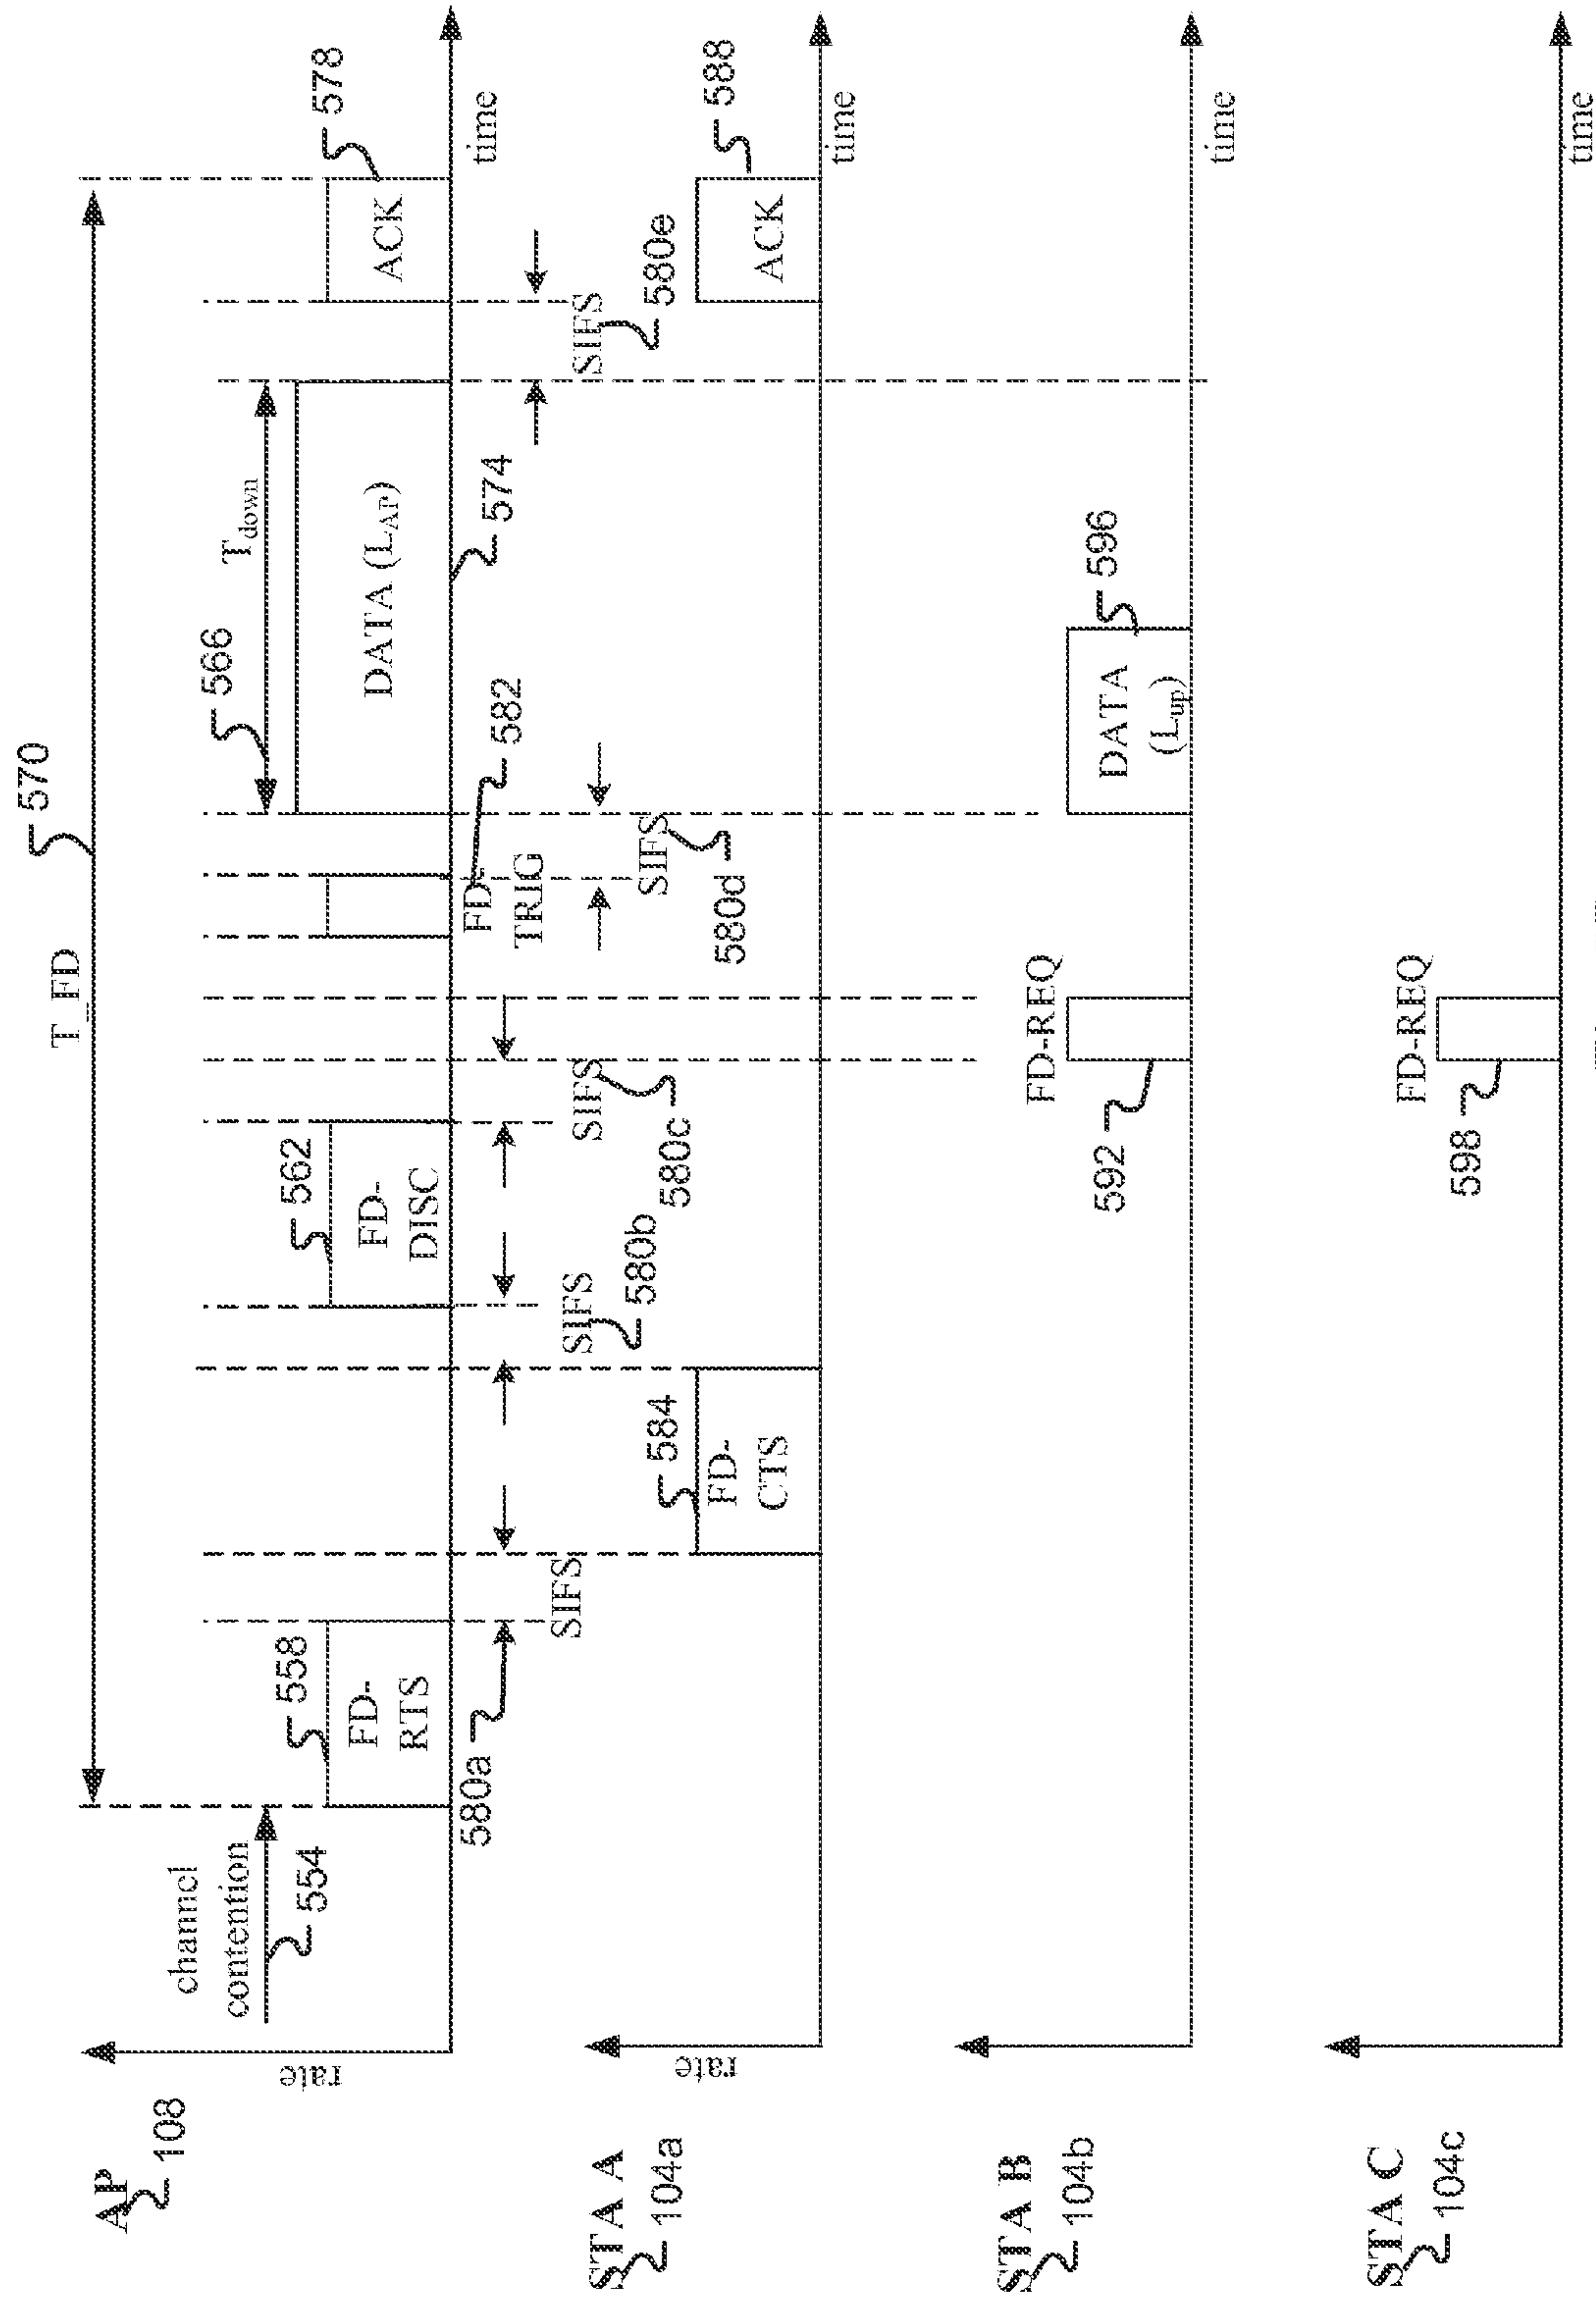 570
T_FD
AP
108
rate
channel
contention
554
558
FD-
RTS
562
FD-
DISC
566
T_down
DATA (L_AP)
574
582
FD-
TRIG
ACK
578
time
580a
SIFS
SIFS
580b
SIFS
580c
SIFS
580d
SIFS
580e
STA A
104a
rate
584
FD-
CTS
ACK
588
time
STA B
104b
FD-REQ
592
DATA
(L_up)
596
time
STA C
104c
FD-REQ
598
time